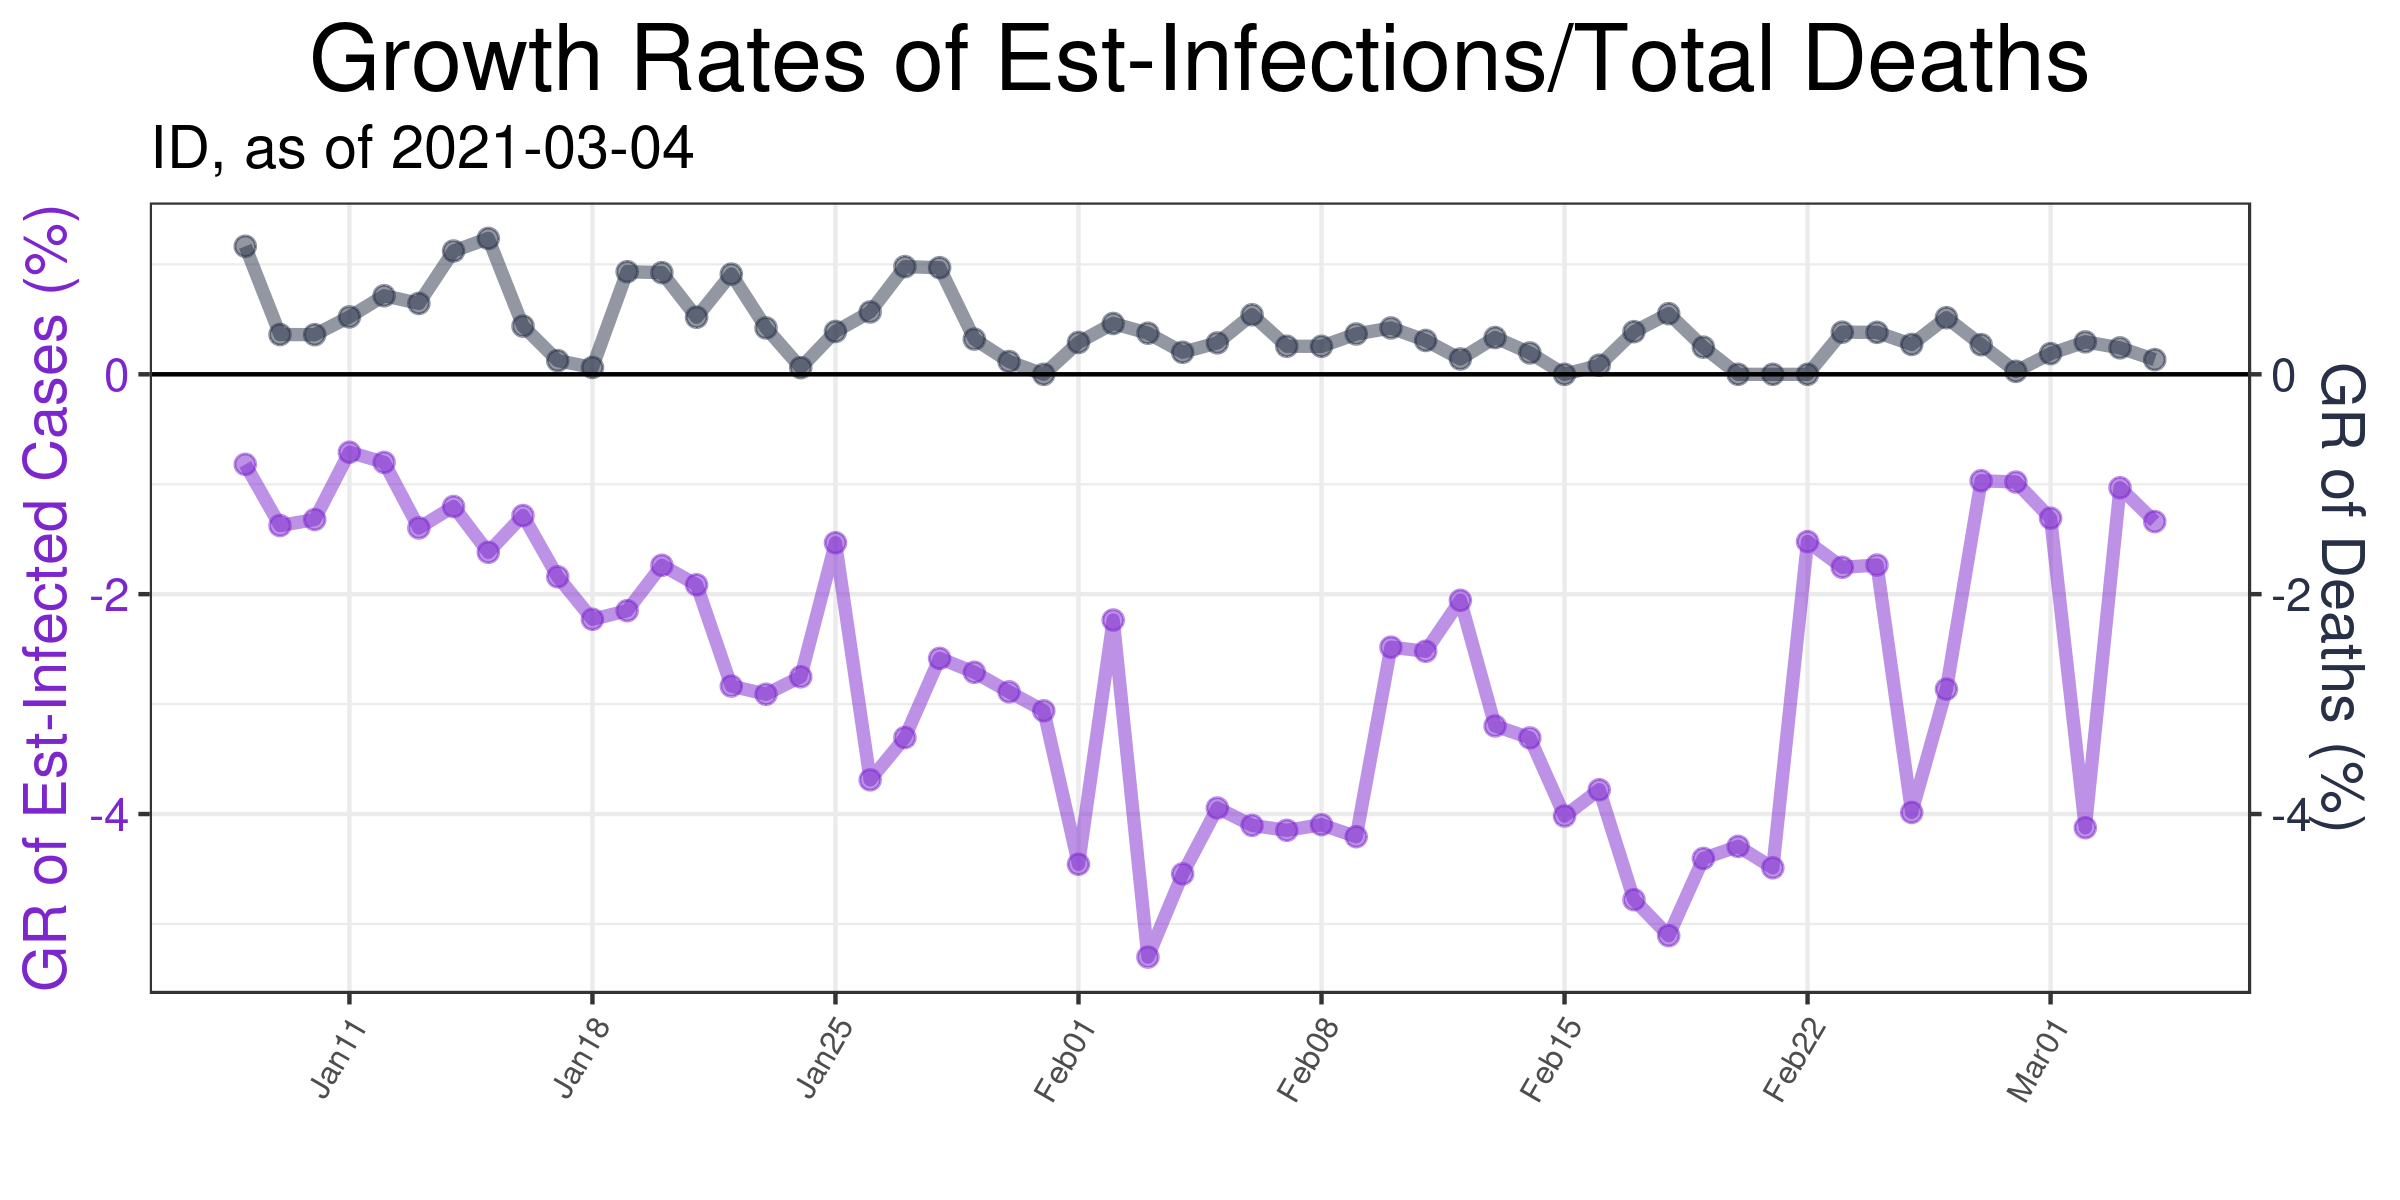 Growth Rates of Est-Infections/Total Deaths
ID, as of 2021-03-04
GR of Est-Infected Cases (%)
0
-2
-4
0
-2
-4
GR of Deaths (%)
Jan11
Jan18
Jan25
Feb01
Feb08
Feb15
Feb22
Mar01